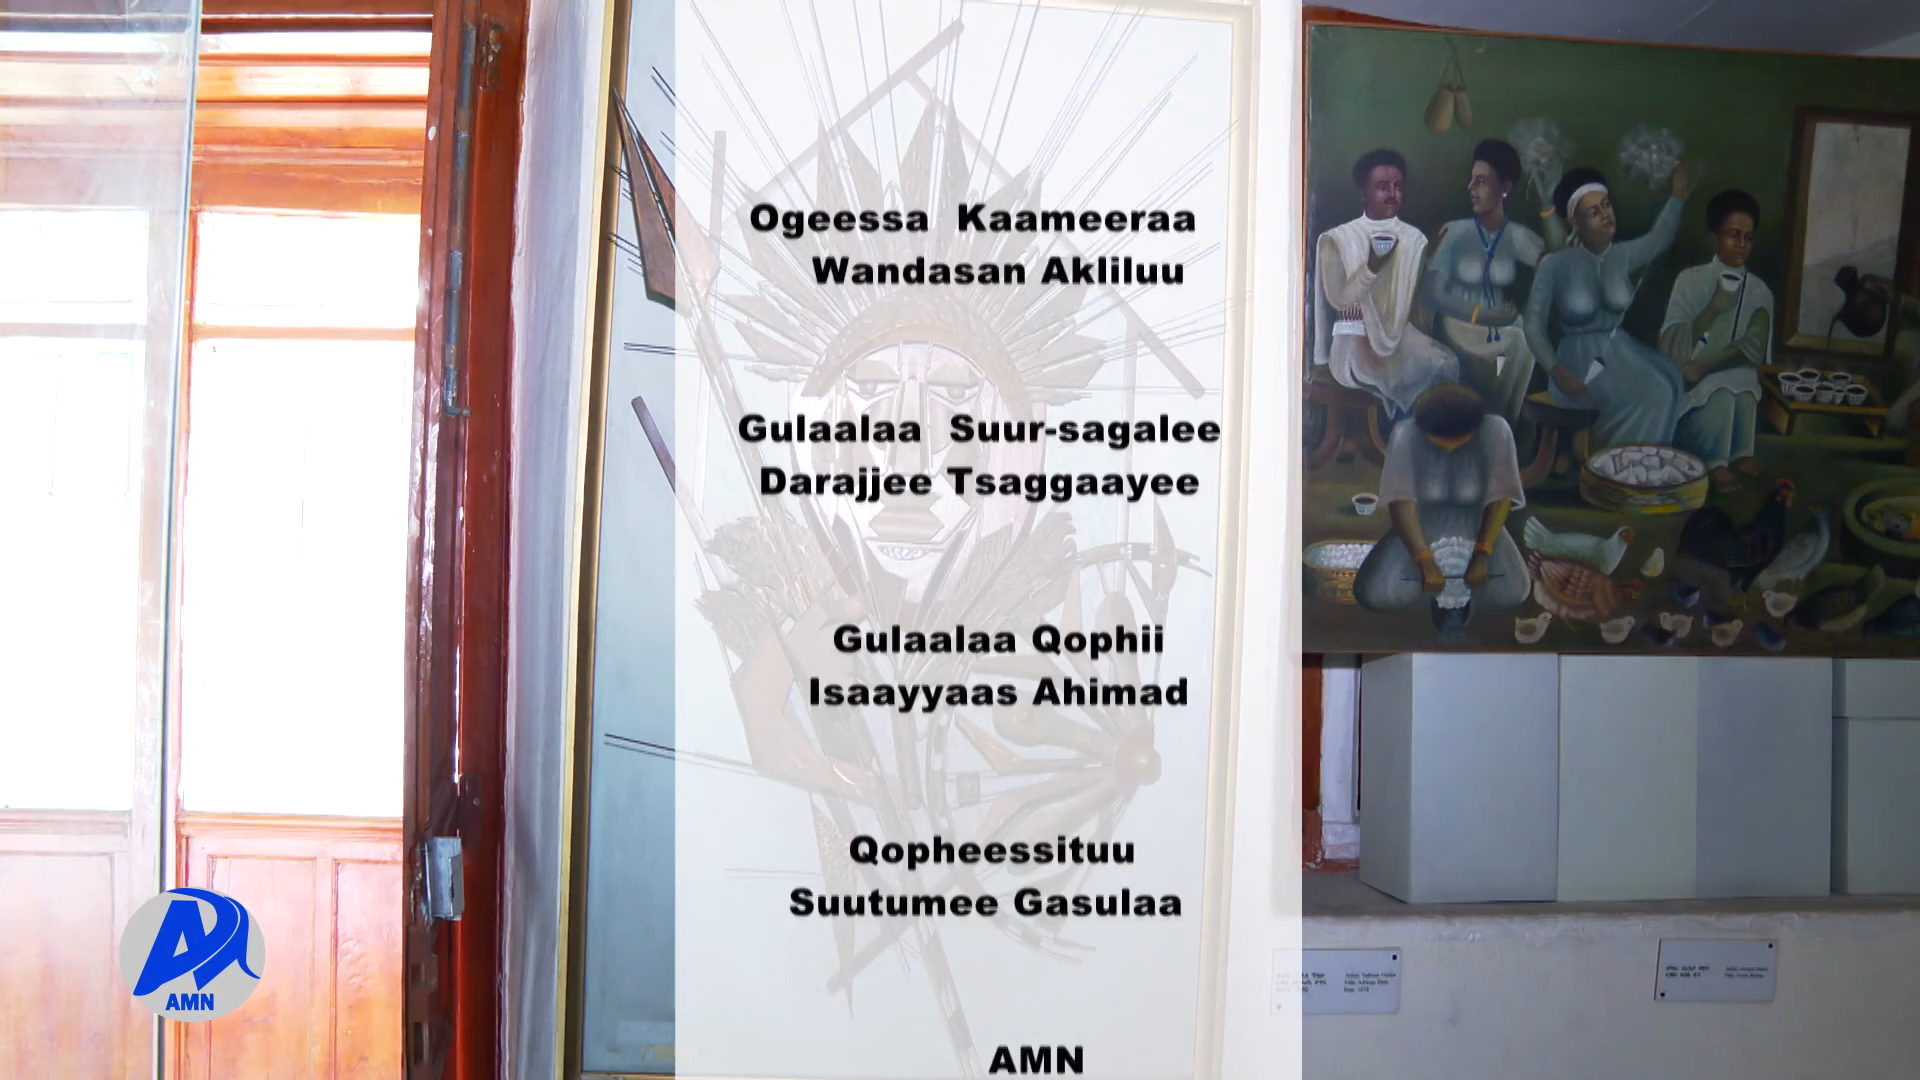 Ogeessa Kaameeraa
Wandasan Akliluu
Gulaalaa Suur-sagalee
Darajjee Tsaggaayee
Gulaalaa Qophii
Isaayyaas Ahimad
Qopheessituu
Suutumee Gasulaa
AMN
AMN